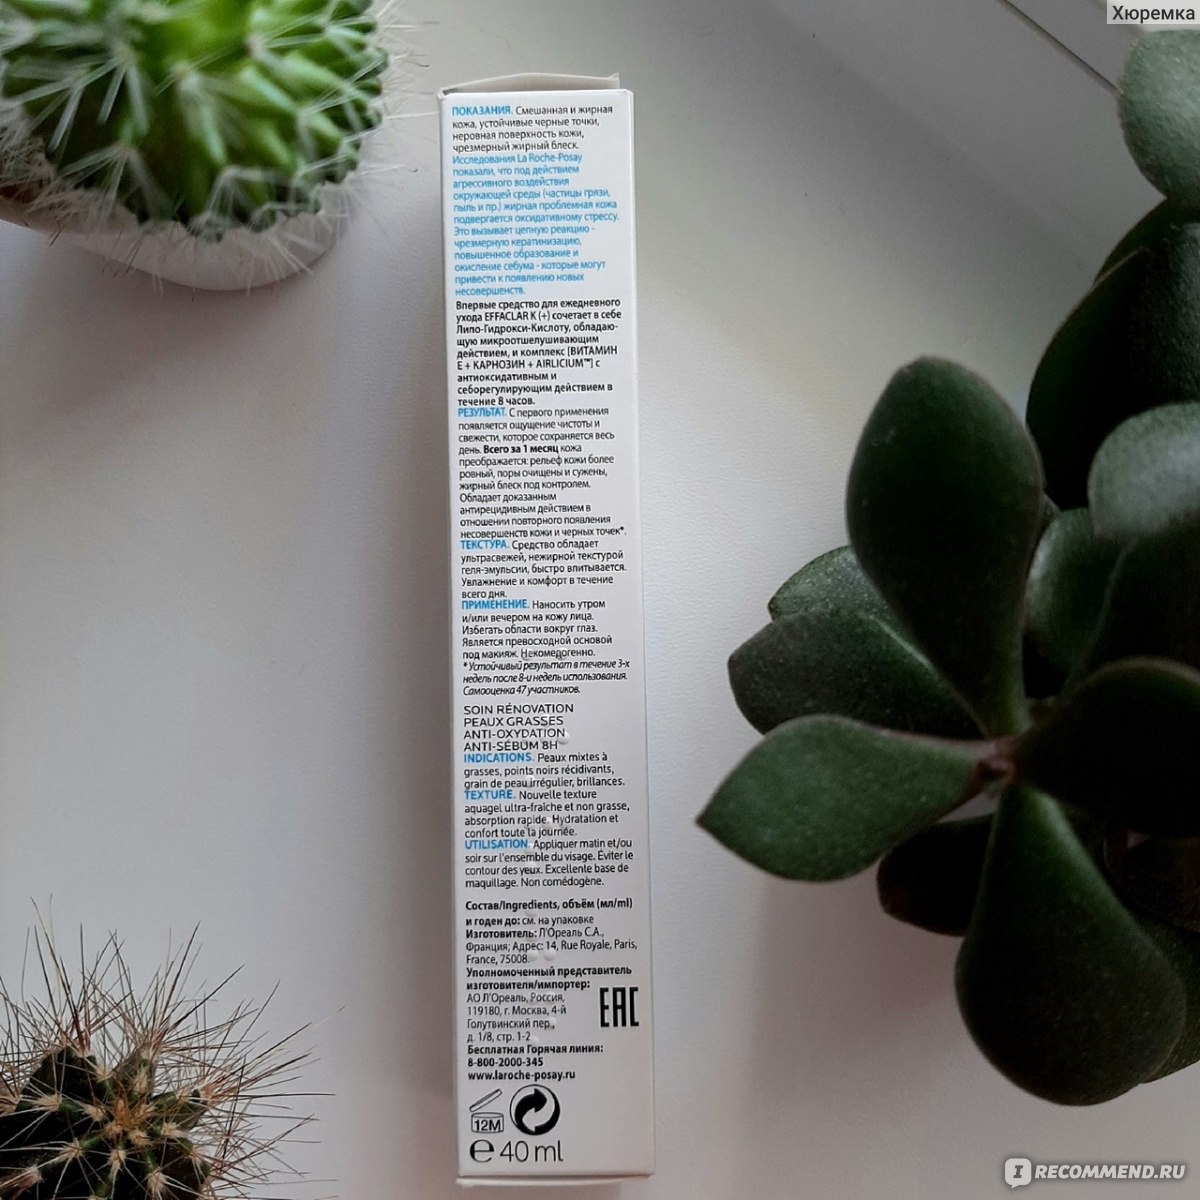 Хюремка
ПОКАЗАНИЯ. Смешанная и жирная
кожа, устойчивые черные точки,
неровная поверхность кожи,
чрезмерный жирный блеск.
Исследования La Roche-Posay
показали, что под действием
агрессивного воздействия
окружающей среды (частицы грязи,
пыль и пр.) жирная проблемная кожа
подвергается оксидативному стрессу.
Это вызывает цепную реакцию -
чрезмерную кератинизацию,
повышенное образование и
окисление себума - которые могут
привести к появлению новых
несовершенств.
Впервые средство для ежедневного
ухода EFFACLAR K (+) сочетает в себе
Липо-Гидрокси-Кислоту, обладаю-
щую микроотшелушивающим
действием, и комплекс [ВИТАМИН
Е + КАРНОЗИН + AIRLICIUM™] с
антиоксидативным и
себорегулирующим действием в
течение 8 часов.
РЕЗУЛЬТАТ. С первого применения
появляется ощущение чистоты и
свежести, которое сохраняется весь
день. Всего за 1 месяц кожа
преображается: рельеф кожи более
ровный, поры очищены и сужены,
жирный блеск под контролем.
Обладает доказанным
антирецидивным действием в
отношении повторного появления
несовершенств кожи и черных точек*.
ТЕКСТУРА. Средство обладает
ультрасвежей, нежирной текстурой
геля-эмульсии, быстро впитывается.
Увлажнение и комфорт в течение
всего дня.
ПРИМЕНЕНИЕ. Наносить утром
и/или вечером на кожу лица.
Избегать области вокруг глаз.
Является превосходной основой
под макияж. Некомедогенно.
* Устойчивый результат в течение 3-х
недель после 8-и недель использования.
Самооценка 47 участников.
SOIN RÉNOVATION
PEAUX GRASSES
ANTI-OXYDATION
ANTI-SÉBUM 8H
INDICATIONS. Peaux mixtes à
grasses, points noirs récidivants,
grain de peau irrégulier, brillances.
TEXTURE. Nouvelle texture
aquagel ultra-fraîche et non grasse,
absorption rapide. Hydratation et
confort toute la journée.
UTILISATION. Appliquer matin et/ou
soir sur l'ensemble du visage. Éviter le
contour des yeux. Excellente base de
maquillage. Non comédogène.
Состав/Ingredients, объём (мл/ml)
и годен до: см. на упаковке
Изготовитель: Л'Ореаль С.А.,
Франция; Адрес: 14, Rue Royale, Paris,
France, 75008.
Уполномоченный представитель
изготовителя/импортер:
АО Л'Ореаль, Россия,
119180, г. Москва, 4-й
Голутвинский пер.,
д. 1/8, стр. 1-2
EAC
Бесплатная Горячая линия:
8-800-2000-345
www.laroche-posay.ru
12M
e 40 ml
I RECOMMEND.RU